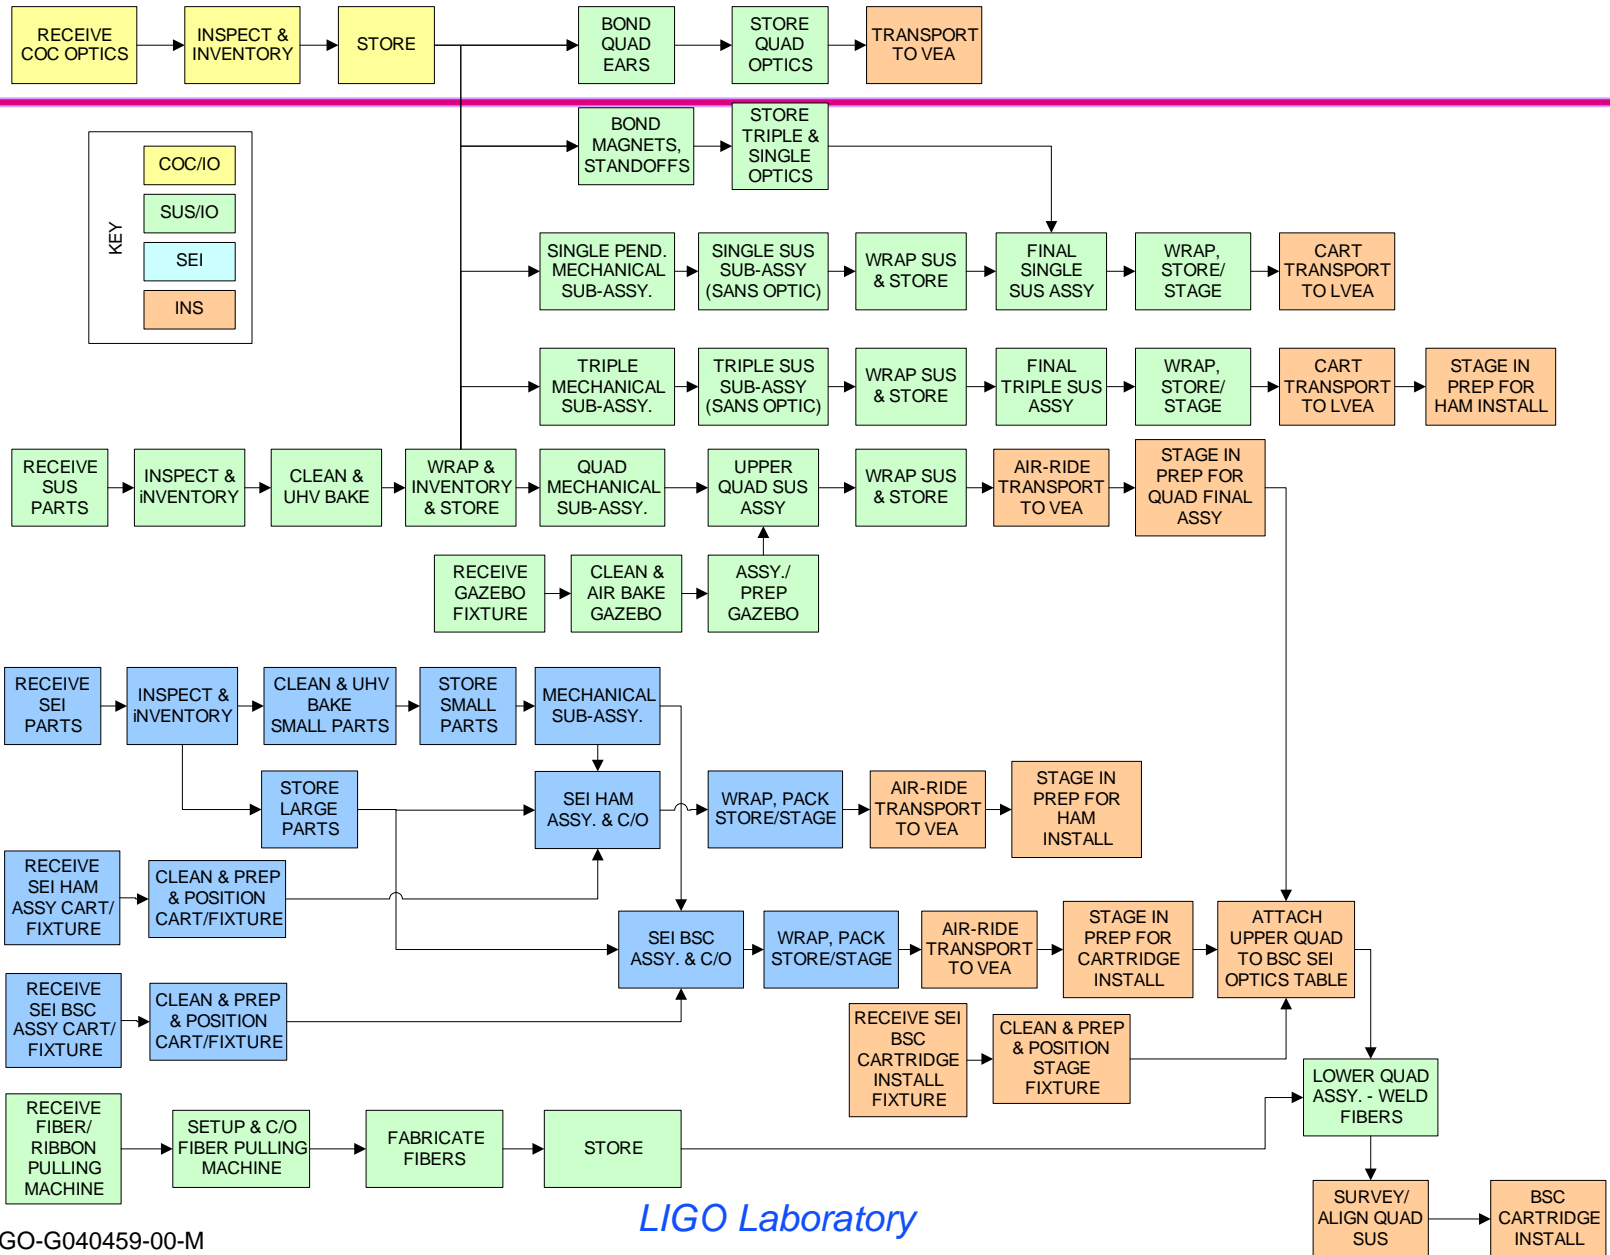 RECEIVE
COC OPTICS
INSPECT &
INVENTORY
STORE
BOND
QUAD
EARS
STORE
QUAD
OPTICS
TRANSPORT
TO VEA
KEY
COC/IO
SUS/IO
SEI
INS
BOND
MAGNETS,
STANDOFFS
STORE
TRIPLE &
SINGLE
OPTICS
SINGLE PEND.
MECHANICAL
SUB-ASSY.
SINGLE SUS
SUB-ASSY
(SANS OPTIC)
WRAP SUS
& STORE
FINAL
SINGLE
SUS ASSY
WRAP,
STORE/
STAGE
CART
TRANSPORT
TO LVEA
TRIPLE
MECHANICAL
SUB-ASSY.
TRIPLE SUS
SUB-ASSY
(SANS OPTIC)
WRAP SUS
& STORE
FINAL
TRIPLE SUS
ASSY
WRAP,
STORE/
STAGE
CART
TRANSPORT
TO LVEA
STAGE IN
PREP FOR
HAM INSTALL
RECEIVE
SUS
PARTS
INSPECT &
iNVENTORY
CLEAN &
UHV BAKE
WRAP &
INVENTORY
& STORE
QUAD
MECHANICAL
SUB-ASSY.
UPPER
QUAD SUS
ASSY
WRAP SUS
& STORE
AIR-RIDE
TRANSPORT
TO VEA
STAGE IN
PREP FOR
QUAD FINAL
ASSY
RECEIVE
GAZEBO
FIXTURE
CLEAN &
AIR BAKE
GAZEBO
ASSY./
PREP
GAZEBO
RECEIVE
SEI
PARTS
INSPECT &
iNVENTORY
CLEAN & UHV
BAKE
SMALL PARTS
STORE
SMALL
PARTS
MECHANICAL
SUB-ASSY.
STORE
LARGE
PARTS
SEI HAM
ASSY. & C/O
WRAP, PACK
STORE/STAGE
AIR-RIDE
TRANSPORT
TO VEA
STAGE IN
PREP FOR
HAM
INSTALL
RECEIVE
SEI HAM
ASSY CART/
FIXTURE
CLEAN & PREP
& POSITION
CART/FIXTURE
SEI BSC
ASSY. & C/O
WRAP, PACK
STORE/STAGE
AIR-RIDE
TRANSPORT
TO VEA
STAGE IN
PREP FOR
CARTRIDGE
INSTALL
ATTACH
UPPER QUAD
TO BSC SEI
OPTICS TABLE
RECEIVE
SEI BSC
ASSY CART/
FIXTURE
CLEAN & PREP
& POSITION
CART/FIXTURE
RECEIVE SEI
BSC
CARTRIDGE
INSTALL
FIXTURE
CLEAN & PREP
& POSITION
STAGE
FIXTURE
LOWER QUAD
ASSY. - WELD
FIBERS
RECEIVE
FIBER/
RIBBON
PULLING
MACHINE
SETUP & C/O
FIBER PULLING
MACHINE
FABRICATE
FIBERS
STORE
SURVEY/
ALIGN QUAD
SUS
BSC
CARTRIDGE
INSTALL
LIGO Laboratory
GO-G040459-00-M